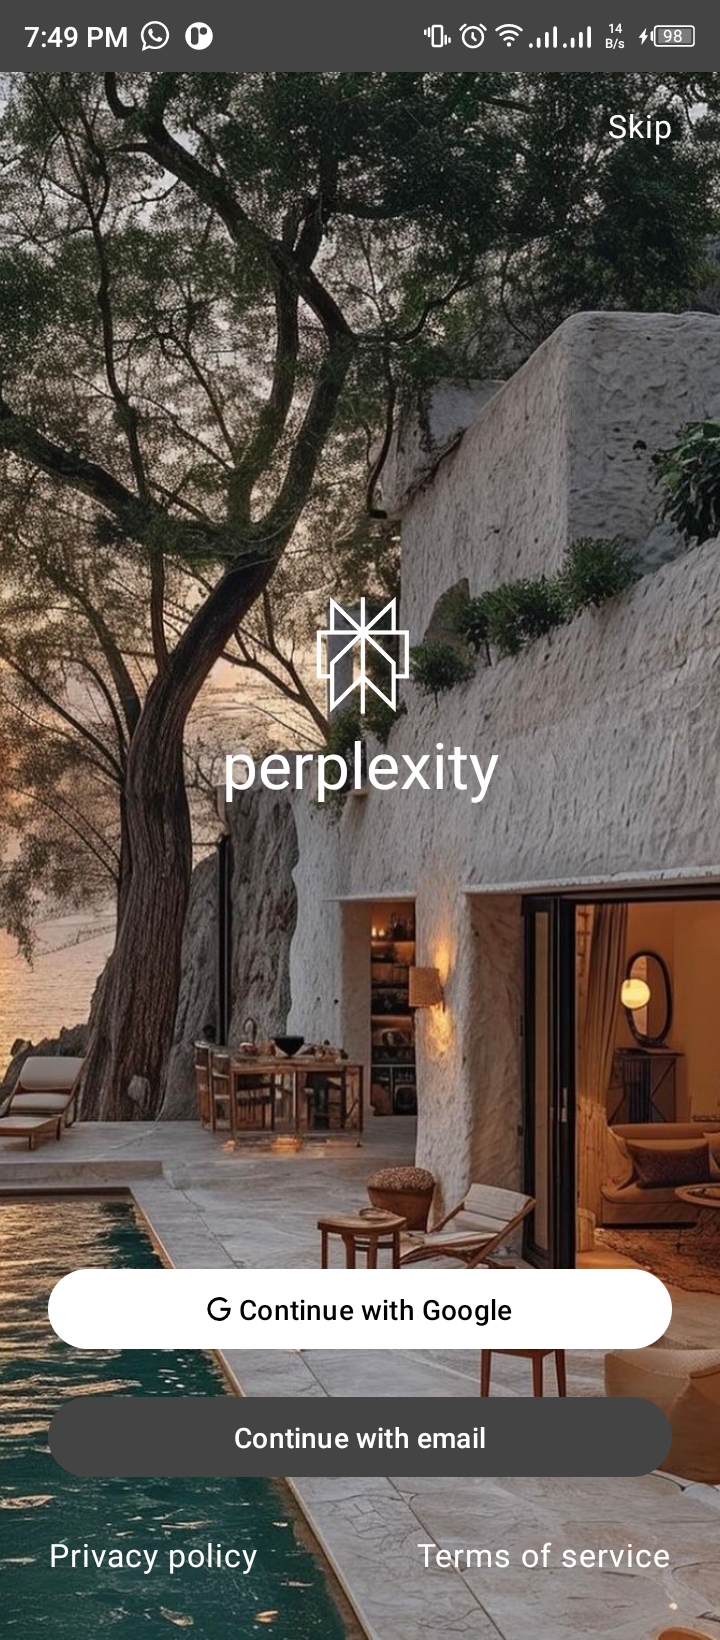 7:49 PM
14
B/s
98
Skip
perplexity
Continue with Google
Continue with email
Privacy policy
Terms of service